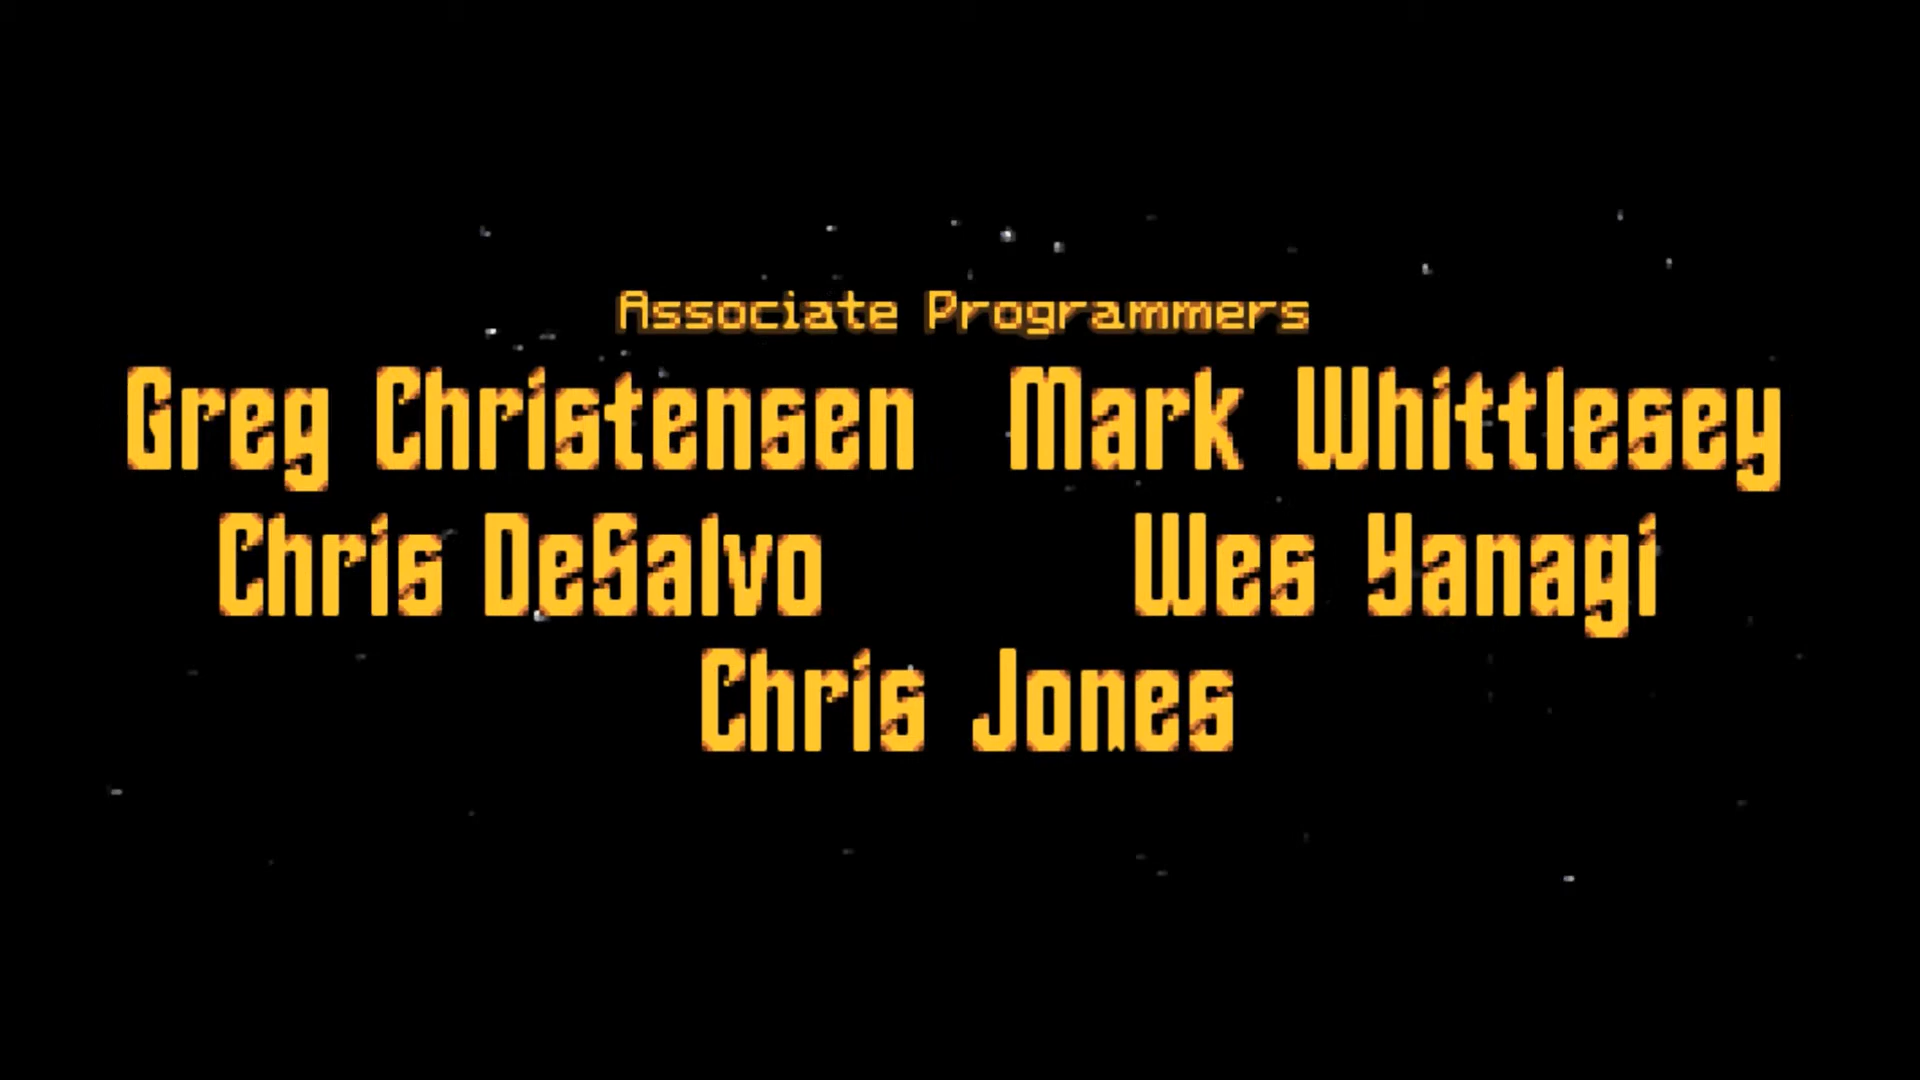 Associate Programmers
Greg Christensen Mark Whittlesey
Chris DeSalvo Wes Yanagi
Chris Jones